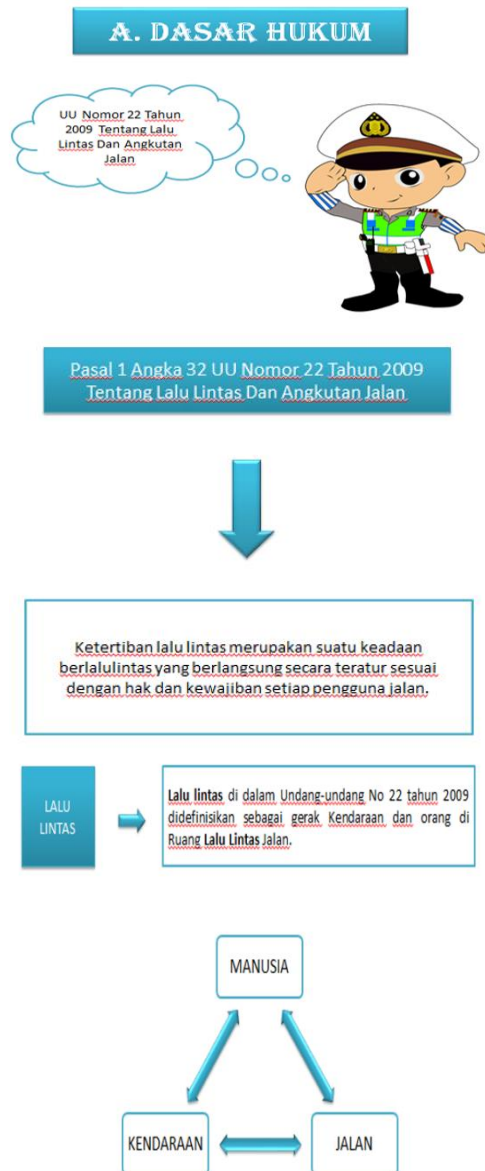 A. DASAR HUKUM
UU Nomor 22 Tahun
2009 Tentang Lalu
Lintas Dan Angkutan
Jalan
Pasal 1 Angka 32 UU Nomor 22 Tahun 2009
Tentang Lalu Lintas Dan Angkutan Jalan
Ketertiban lalu lintas merupakan suatu keadaan
berlalulintas yang berlangsung secara teratur sesuai
dengan hak dan kewajiban setiap pengguna jalan.
LALU
LINTAS
Lalu lintas di dalam Undang-undang No 22 tahun 2009
didefinisikan sebagai gerak Kendaraan dan orang di
Ruang Lalu Lintas Jalan.
MANUSIA
KENDARAAN
JALAN